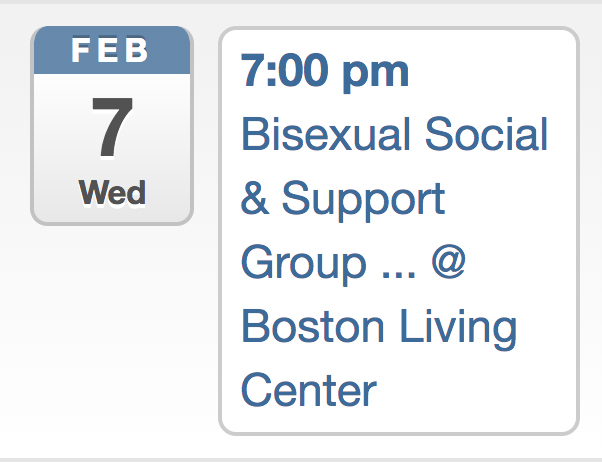 FEB
7
Wed
7:00 pm
Bisexual Social
& Support
Group ... @
Boston Living
Center